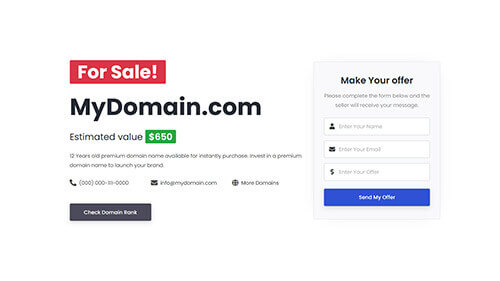 For Sale!
MyDomain.com
Estimated value $650
12 Years old premium domain name available for instantly purchase. Invest in a premium
domain name to launch your brand.
(000) 000-111-0000
info@mydomain.com
More Domains
Check Domain Rank
Make Your offer
Please complete the form below and the
seller will receive your message.
Enter Your Name
Enter Your Email
$ Enter Your Offer
Send My Offer